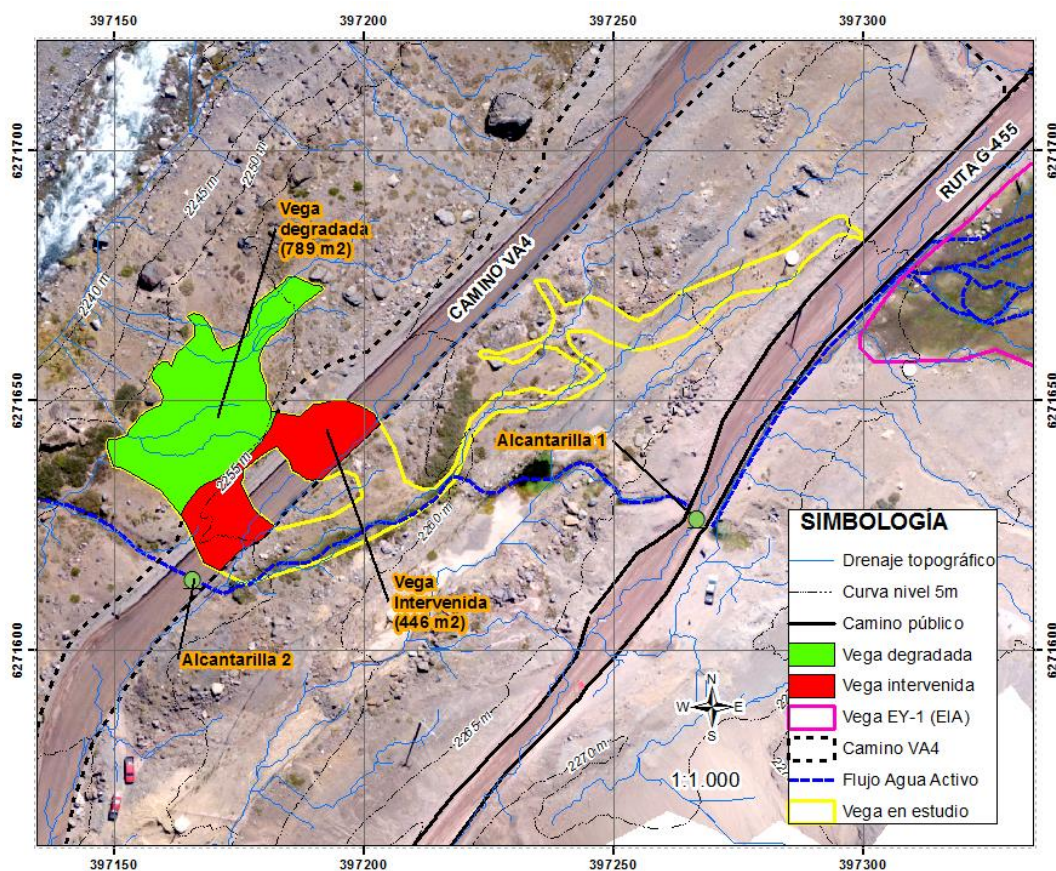 397150
397200
397250
397300
6271700
6271650
6271600
6271700
6271650
6271600
2245 m
2250 m
2240 m
Vega
degradada
(789 m2)
CAMINO VA4
RUTA G-455
Alcantarilla 1
2255 m
2260 m
Vega
Intervenida
(446 m2)
Alcantarilla 2
2265 m
2270 m
N
W
E
S
1:1.000
SIMBOLOGÍA
Drenaje topográfico
Curva nivel 5m
Camino público
Vega degradada
Vega intervenida
Vega EY-1 (EIA)
Camino VA4
Flujo Agua Activo
Vega en estudio
397150
397200
397250
397300